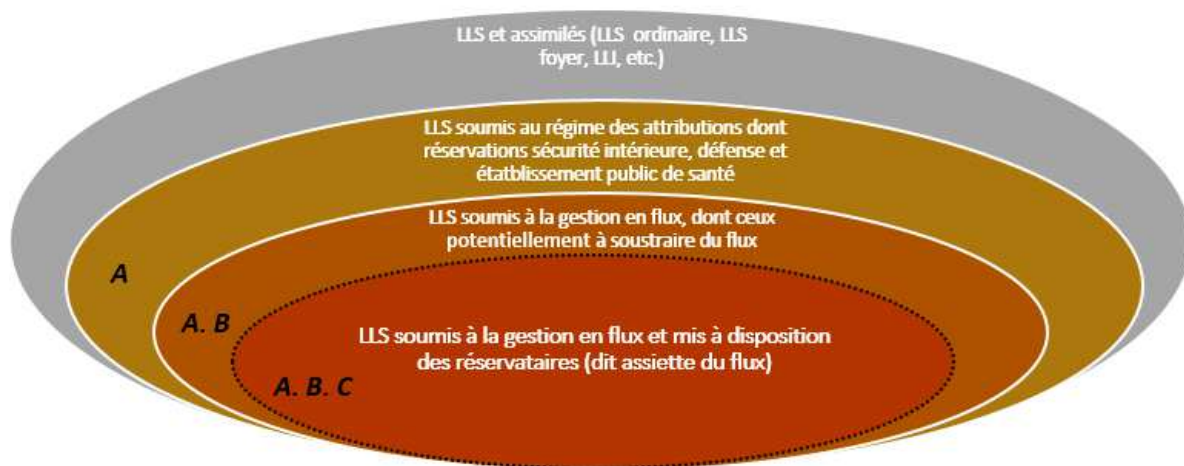 LLS et assimilés (LLS ordinaire, LLS
foyer, LLI, etc.)
LLS soumis au régime des attributions dont
réservations sécurité intérieure, défense et
étatblissement public de santé
LLS soumis à la gestion en flux, dont ceux
potentiellement à soustraire du flux
A
A. B
LLS soumis à la gestion en flux et mis à disposition
des réservataires (dit assiette du flux)
A. B. C